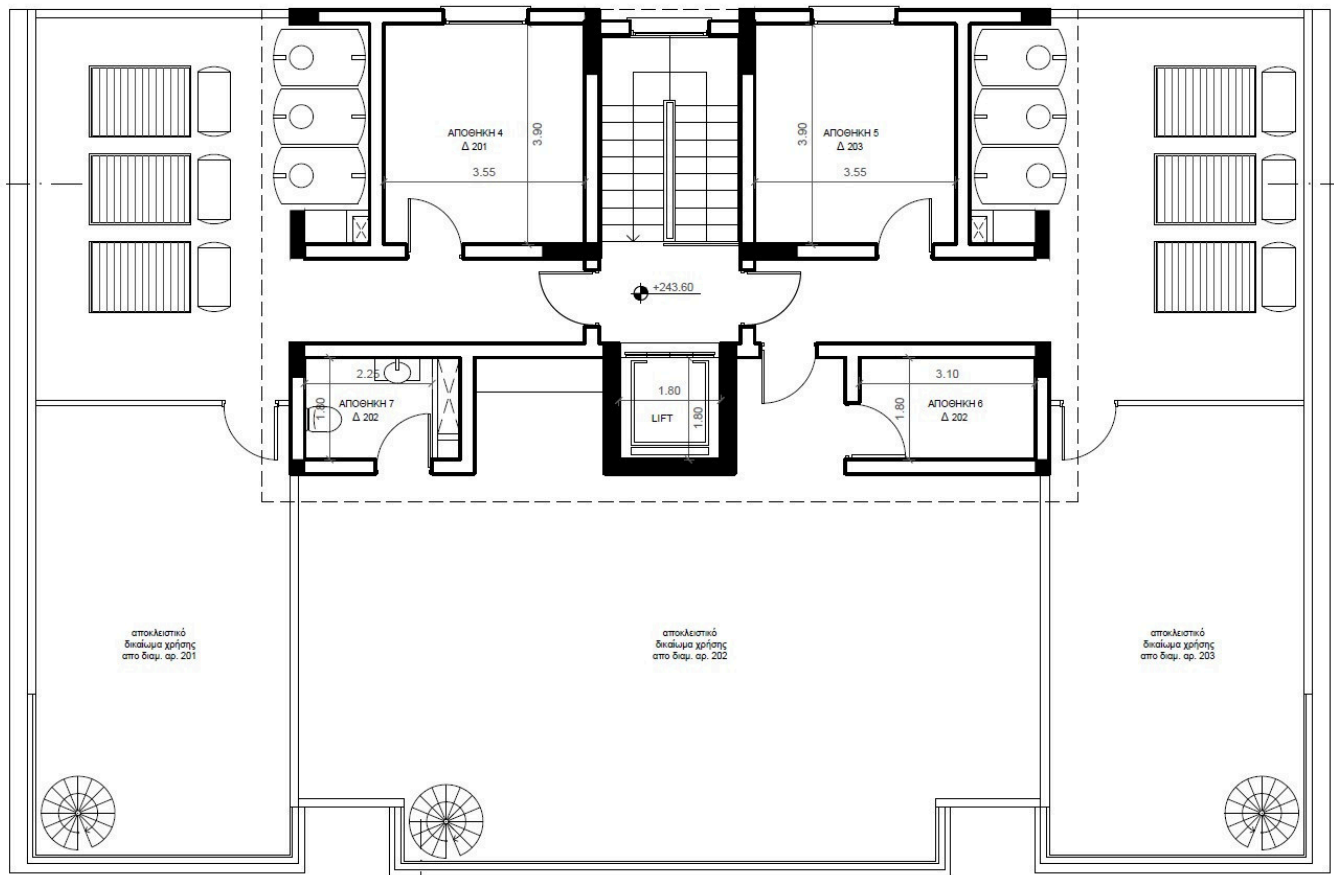 ΑΠΟΘΗΚΗ 4
Δ 201
3.90
3.55
ΑΠΟΘΗΚΗ 5
Δ 203
3.90
3.55
+243.60
2.25
1.80
ΑΠΟΘΗΚΗ 7
Δ 202
1.80
LIFT
1.80
3.10
1.80
ΑΠΟΘΗΚΗ 6
Δ 202
αποκλειστικό
δικαίωμα χρήσης
απο διαμ. αρ. 201
αποκλειστικό
δικαίωμα χρήσης
απο διαμ. αρ. 202
αποκλειστικό
δικαίωμα χρήσης
απο διαμ. αρ. 203